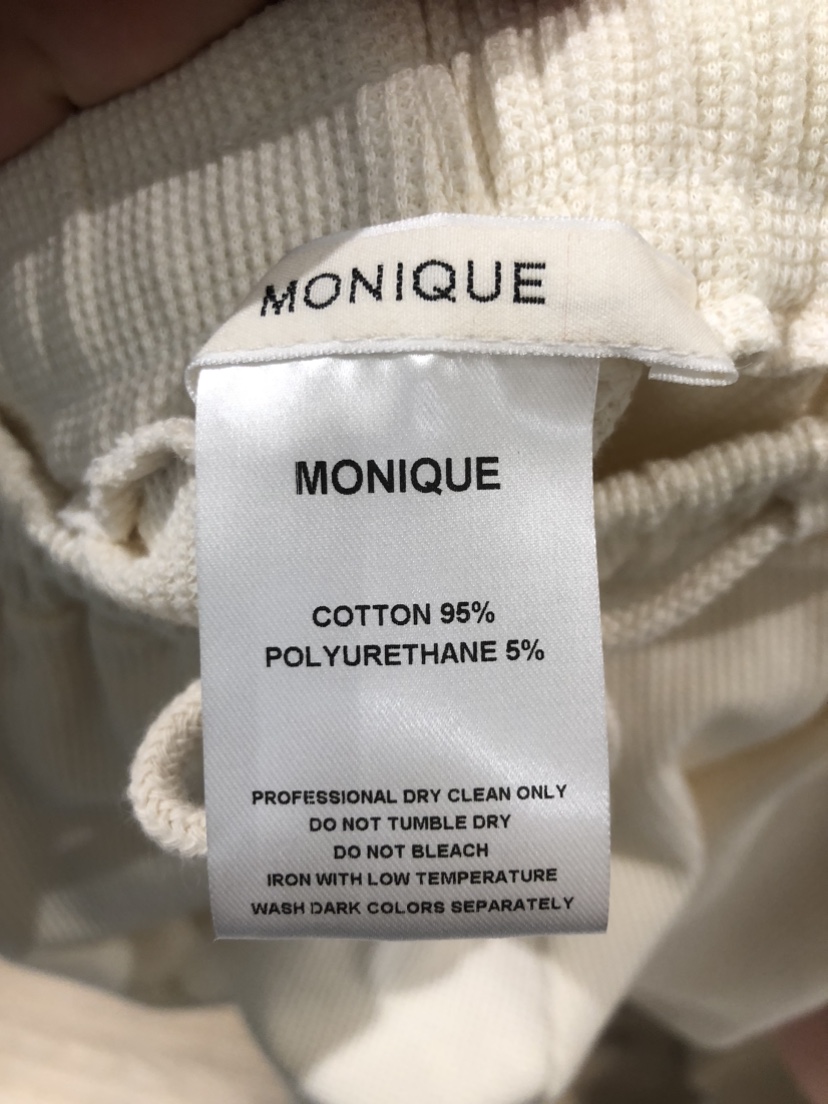 MONIQUE
MONIQUE
COTTON 95%
POLYURETHANE 5%
PROFESSIONAL DRY CLEAN ONLY
DO NOT TUMBLE DRY
DO NOT BLEACH
IRON WITH LOW TEMPERATURE
WASH DARK COLORS SEPARATELY